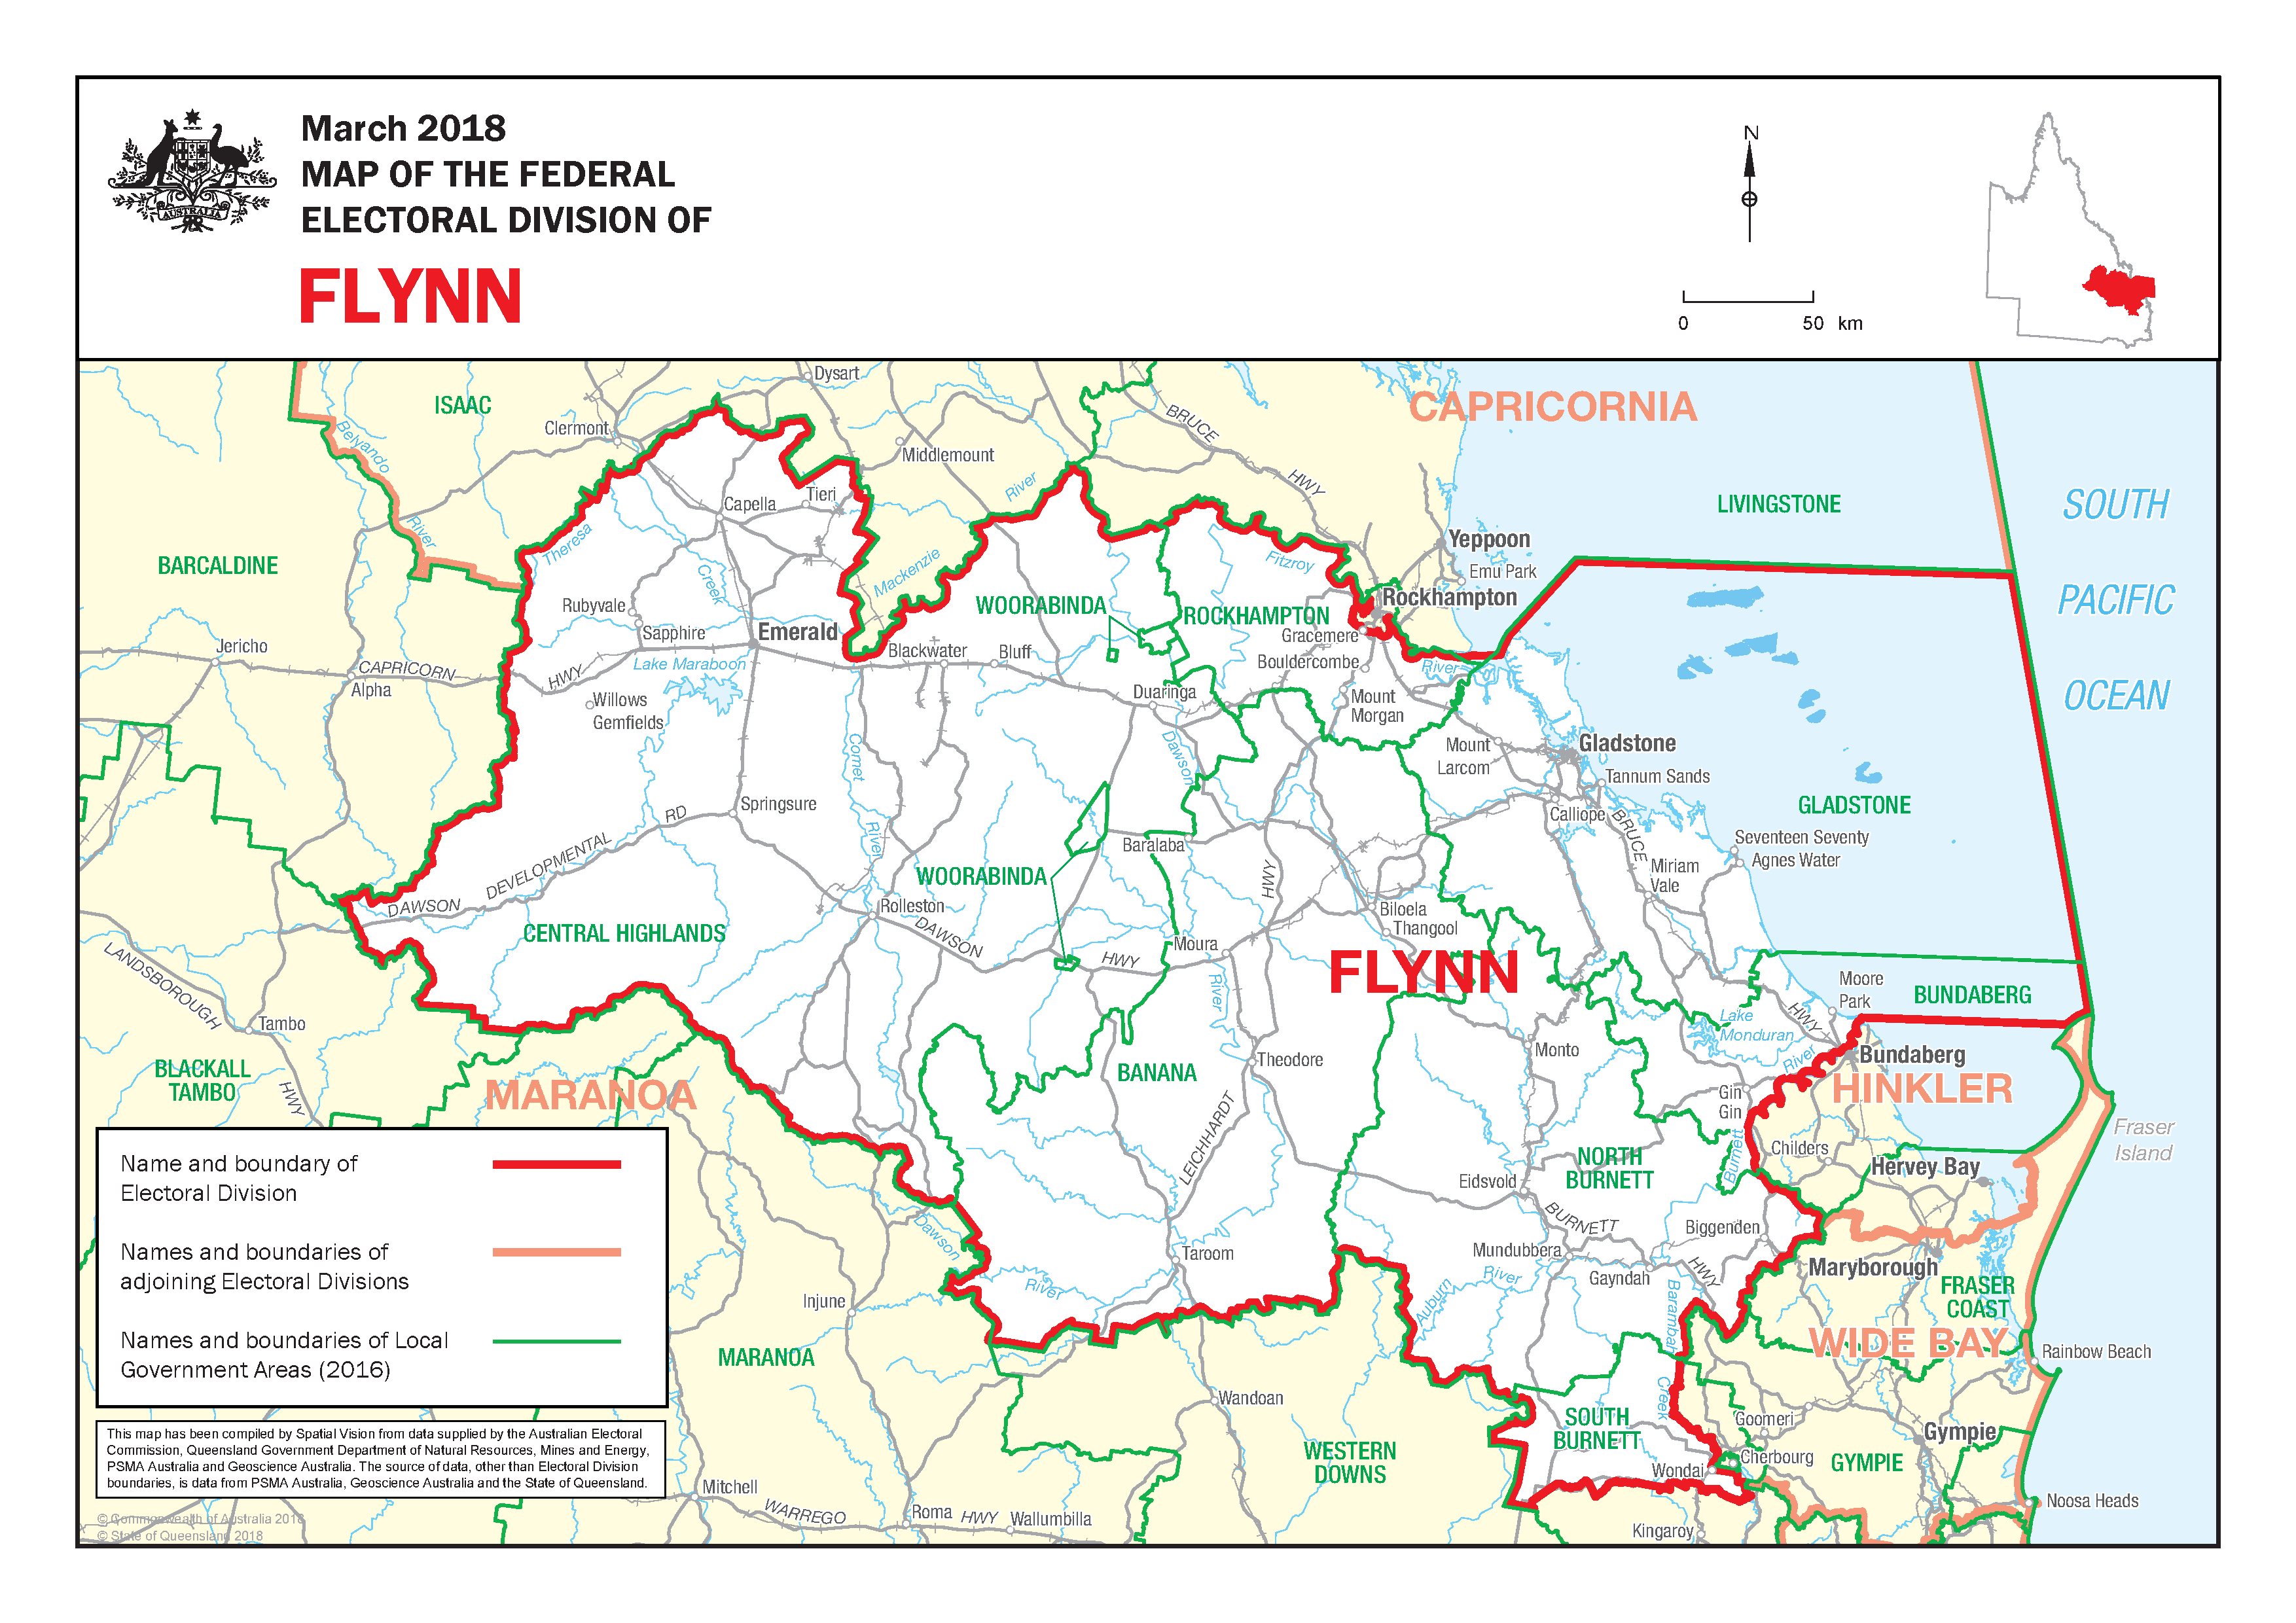 March 2018
MAP OF THE FEDERAL
ELECTORAL DIVISION OF
FLYNN
AUSTRALIA
N
0 50 km
Dysart
ISAAC
CAPRICORNIA
BRUCE
Clermont
Belyando
Middlemount
HWY
River
Capella
Tieri
LIVINGSTONE
SOUTH
River
Theresa
Yeppoon
BARCALDINE
Mackenzie
Fitzroy
Emu Park
Creek
Rockhampton
PACIFIC
Rubyvale
WOORABINDA
ROCKHAMPTON
Sapphire
Emerald
Gracemere
Jericho
Blackwater
Bluff
Bouldercombe
River
CAPRICORN
HWY
Lake Maraboon
Alpha
Willows
Gemfields
Duaringa
Mount
Morgan
OCEAN
Comet
Dawson
Mount
Larcom
Gladstone
Tannum Sands
Springsure
RD
GLADSTONE
Calliope
BRUCE
River
Baralaba
DEVELOPMENTAL
Seventeen Seventy
Agnes Water
WOORABINDA
HWY
Miriam
Vale
DAWSON
Rolleston
Biloela
Thangool
CENTRAL HIGHLANDS
DAWSON
HWY
Moura
LANDSBOROUGH
FLYNN
River
Moore
Park
BUNDABERG
Tambo
Lake
Monduran
HWY
Monto
River
Bundaberg
BLACKALL
TAMBO
HWY
MARANOA
BANANA
Theodore
HINKLER
Gin
Gin
LEICHHARDT
Fraser
Island
Burnett
Childers
NORTH
BURNETT
Hervey Bay
Eidsvold
BURNETT
Biggenden
Dawson
Taroom
Mundubbera
HWY
River
River
Gayndah
Maryborough
FRASER
COAST
Injune
Auburn
Barambah
WIDE BAY
MARANOA
Rainbow Beach
Wandoan
Creek
SOUTH
BURNETT
Goomeri
Gympie
WESTERN
DOWNS
Cherbourg
GYMPIE
Wondai
Mitchell
WARREGO
Roma
HWY
Wallumbilla
Kingaroy
Noosa Heads
Name and boundary of
Electoral Division
Names and boundaries of
adjoining Electoral Divisions
Names and boundaries of Local
Government Areas (2016)
This map has been compiled by Spatial Vision from data supplied by the Australian Electoral
Commission, Queensland Government Department of Natural Resources, Mines and Energy,
PSMA Australia and Geoscience Australia. The source of data, other than Electoral Division
boundaries, is data from PSMA Australia, Geoscience Australia and the State of Queensland.
© Commonwealth of Australia 2018
© State of Queensland 2018